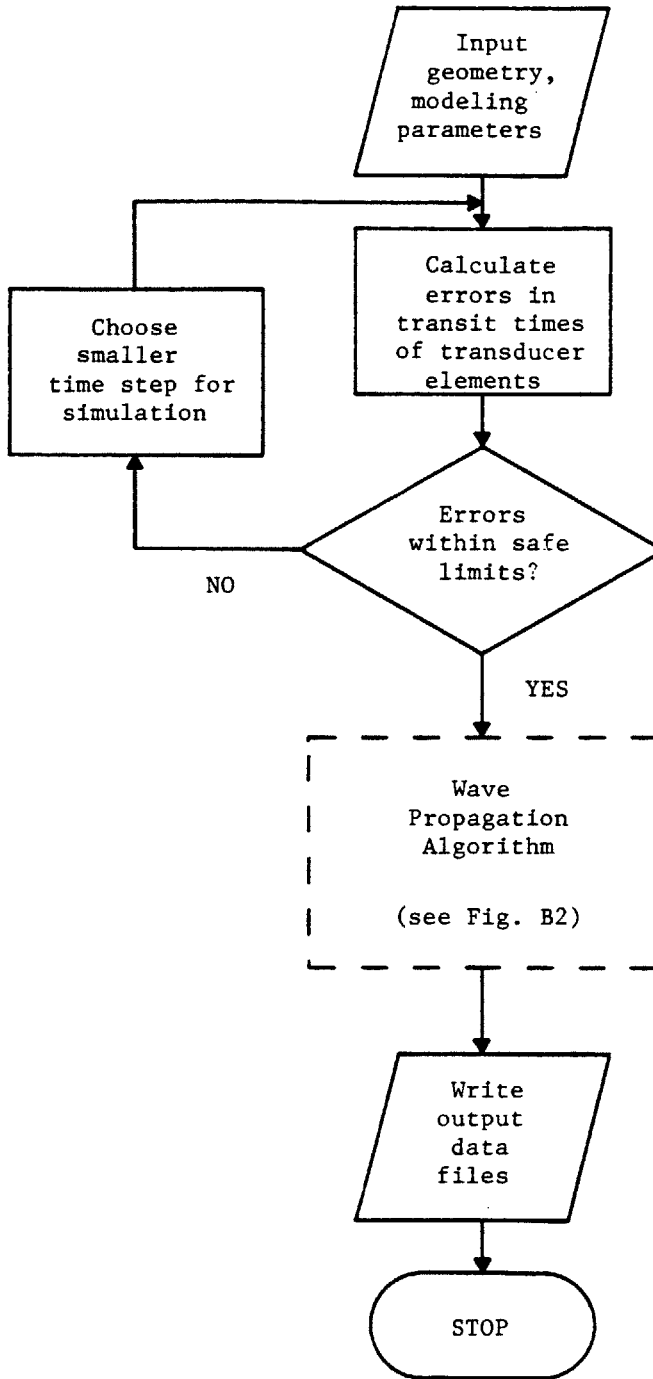 Input
geometry,
modeling
parameters
Calculate
errors in
transit times
of transducer
elements
Choose
smaller
time step for
simulation
Errors
within safe
limits?
NO
YES
Wave
Propagation
Algorithm
(see Fig. B2)
Write
output
data
files
STOP